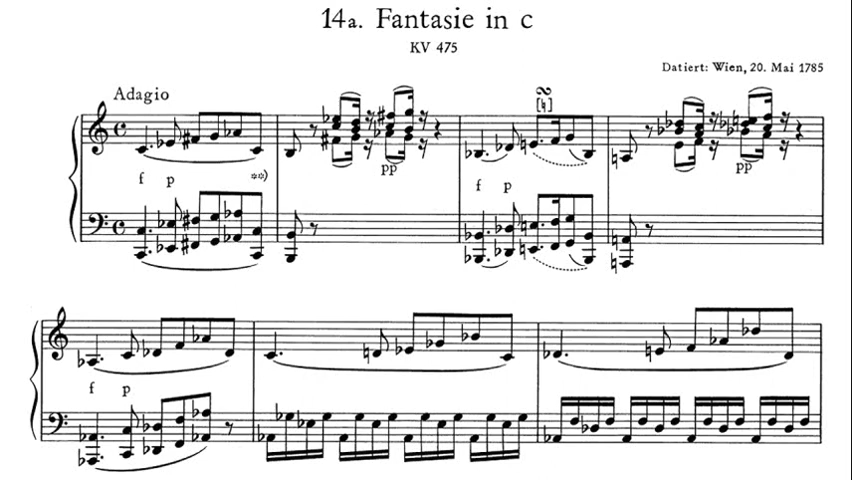 14a. Fantasie in c
KV 475
Datiert: Wien, 20. Mai 1785
Adagio
[♮]
f p **)
pp
f p
pp
f p